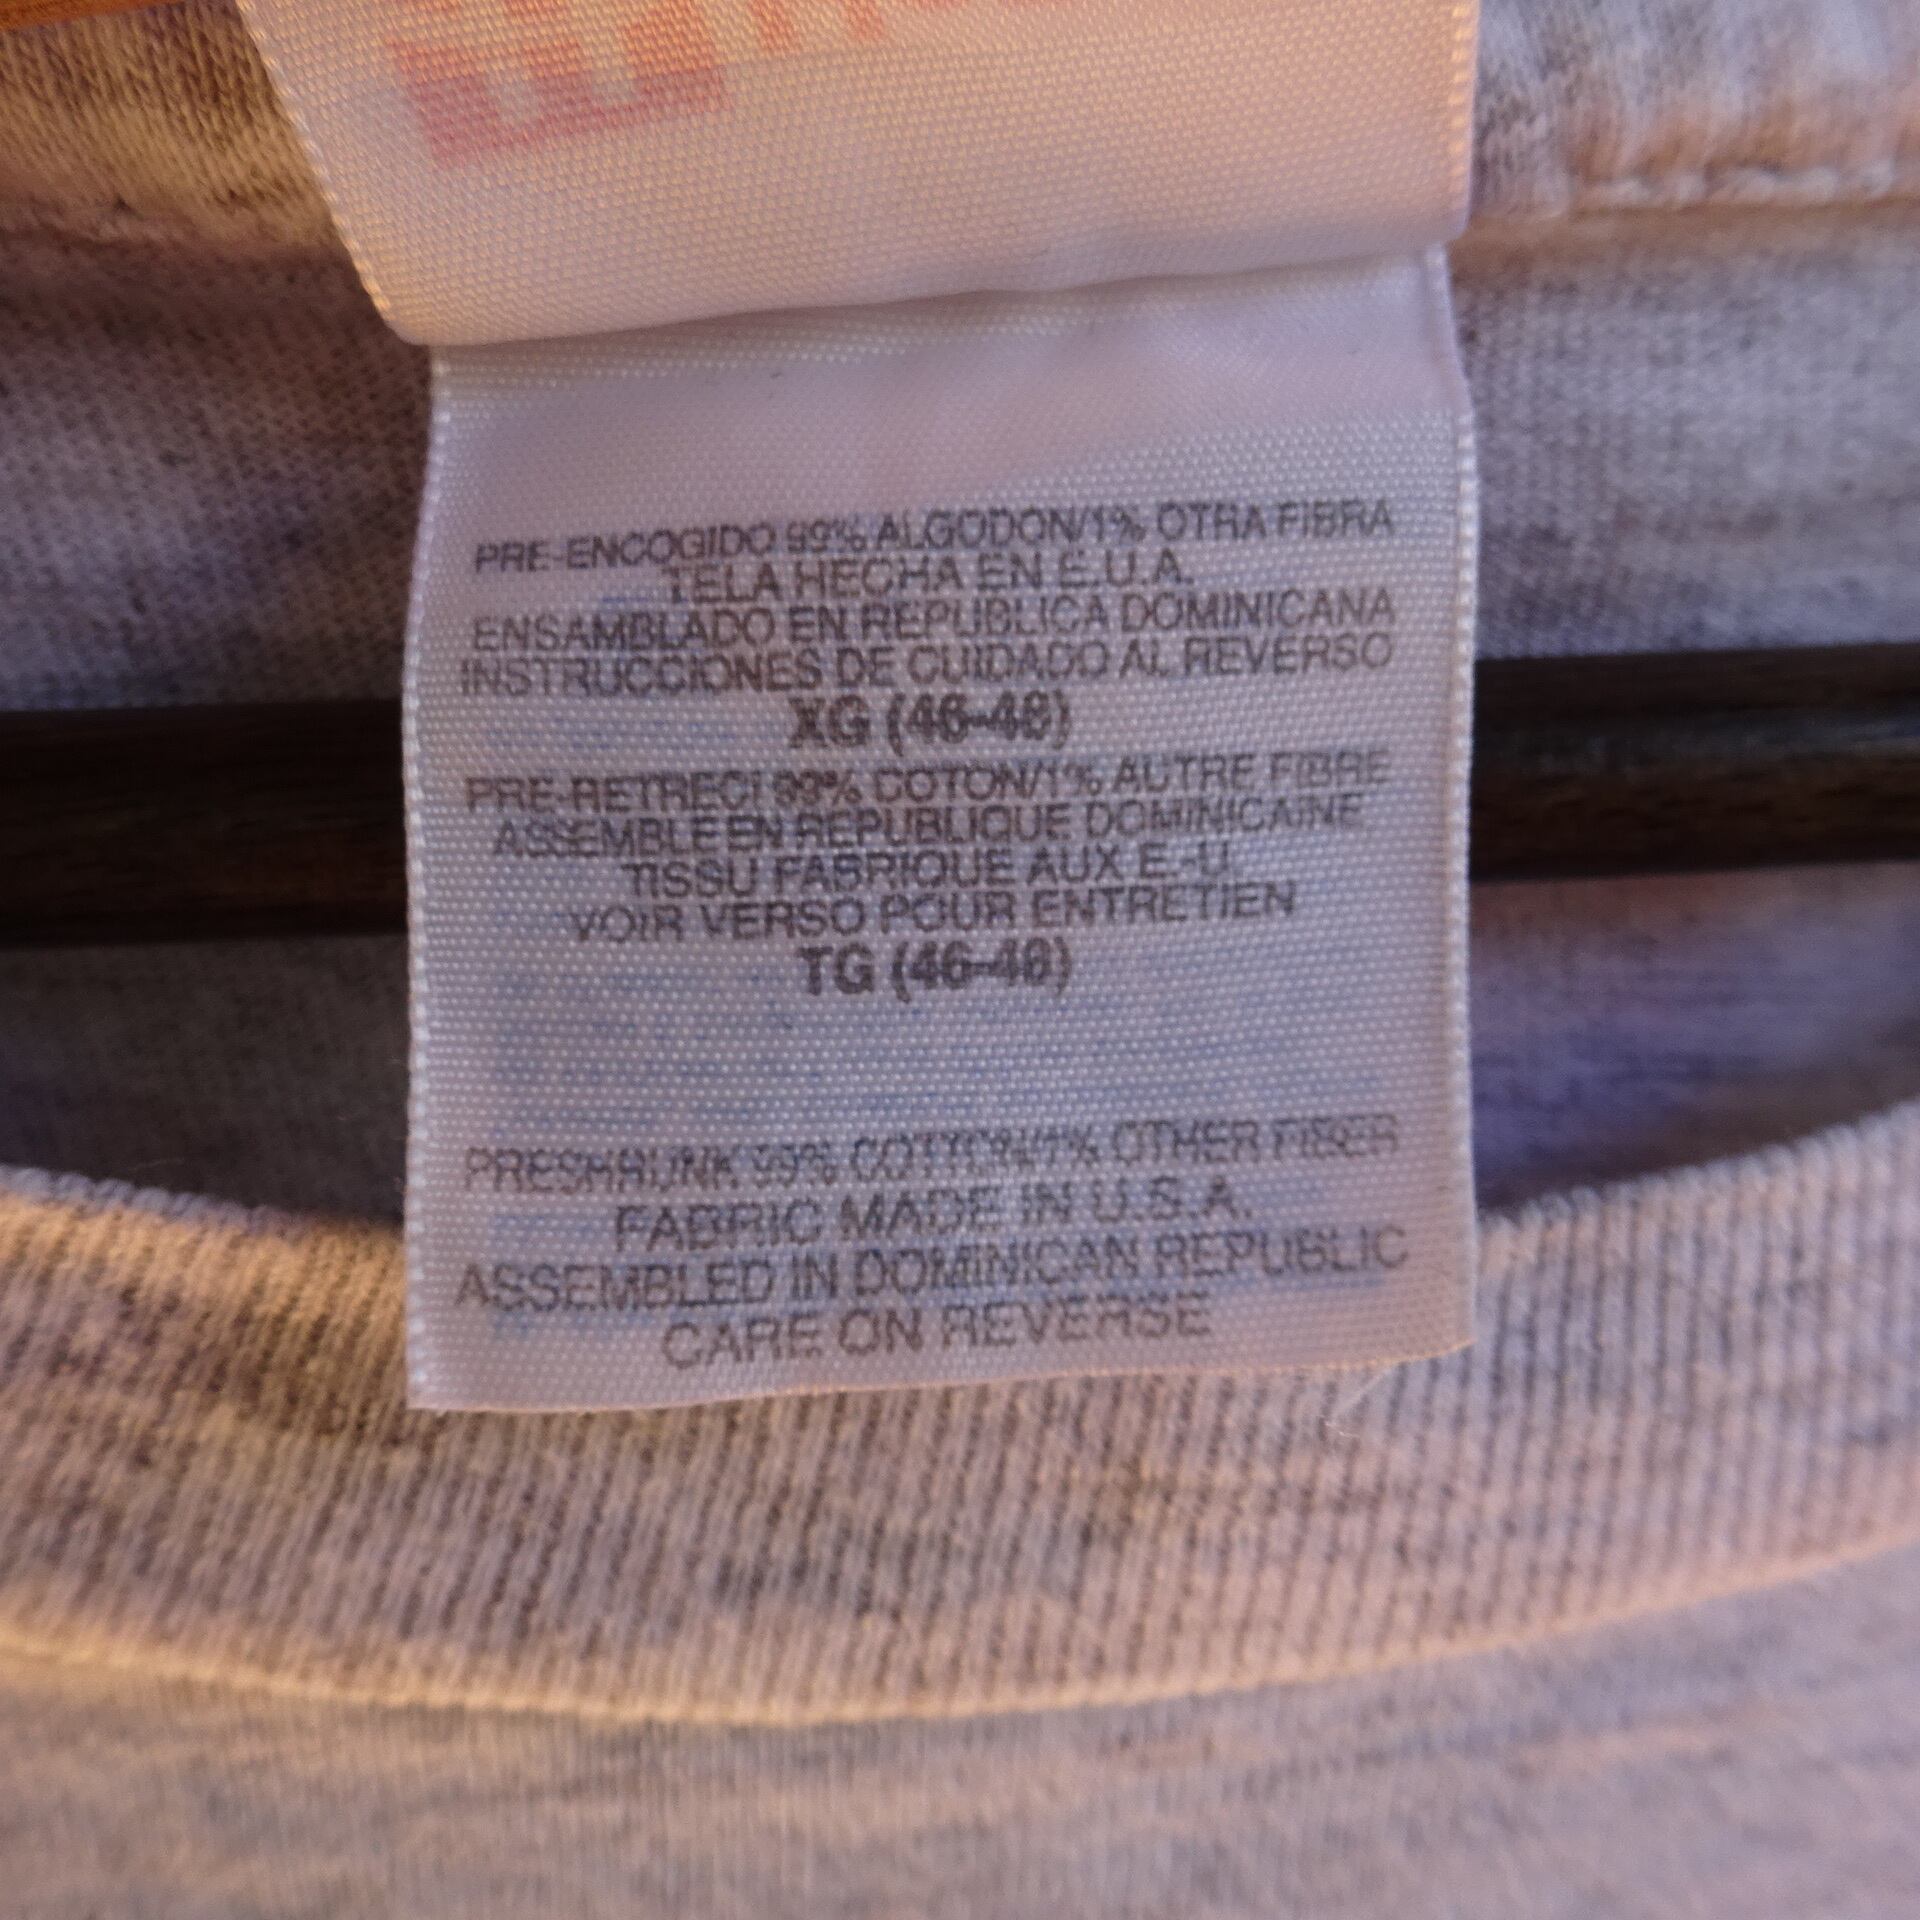 PRE-ENCOGIDO 99% ALGODON/1% OTRA FIBRA
TELA HECHA EN E.U.A.
ENSAMBLADO EN REPUBLICA DOMINICANA
INSTRUCCIONES DE CUIDADO AL REVERSO
XG (46-48)
PRE-RETRECI 99% COTON/1% AUTRE FIBRE
ASSEMBLE EN REPUBLIQUE DOMINICAINE
TISSU FABRIQUE AUX E.-U.
VOIR VERSO POUR ENTRETIEN
TG (46-48)
PRESHRUNK 99% COTTON/1% OTHER FIBER
FABRIC MADE IN U.S.A.
ASSEMBLED IN DOMINICAN REPUBLIC
CARE ON REVERSE